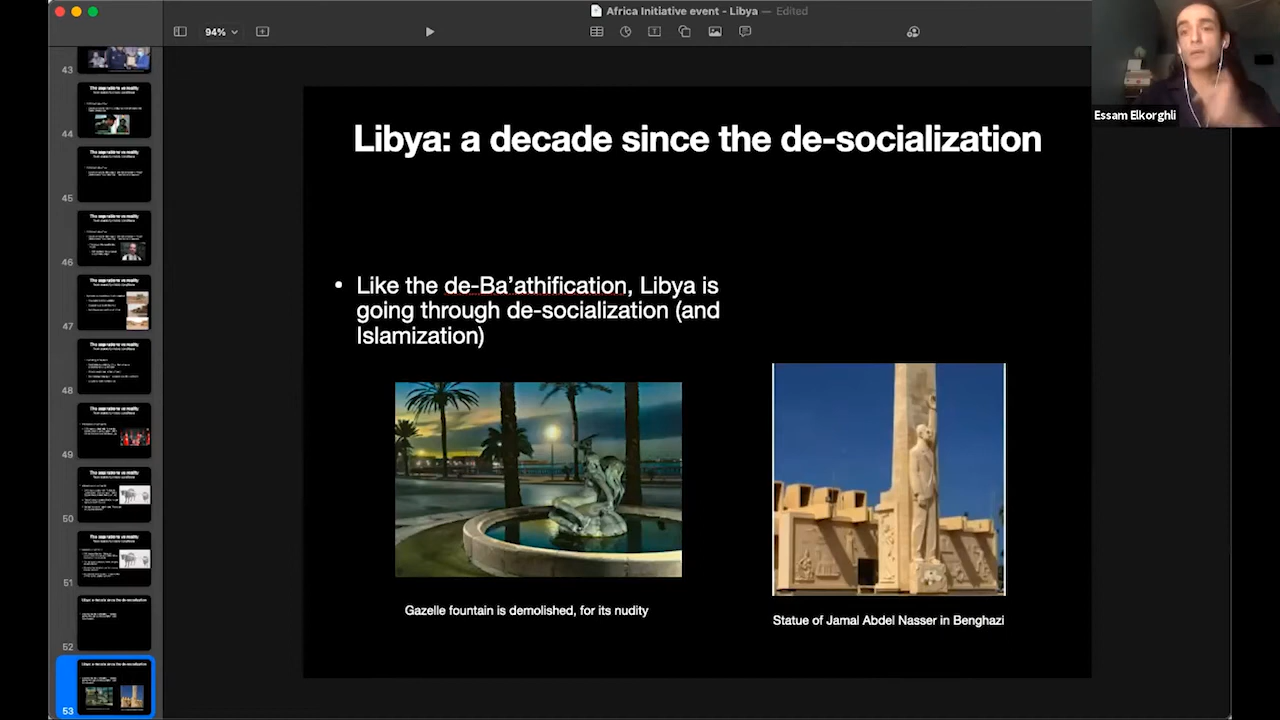 Africa Initiative event - Libya — Edited
94%
Essam Elkorghli
43
44
45
46
47
48
49
50
51
52
53
Libya: a decade since the de-socialization
• Like the de-Ba’athification, Libya is
going through de-socialization (and
Islamization)
Gazelle fountain is demolished, for its nudity
Statue of Jamal Abdel Nasser in Benghazi